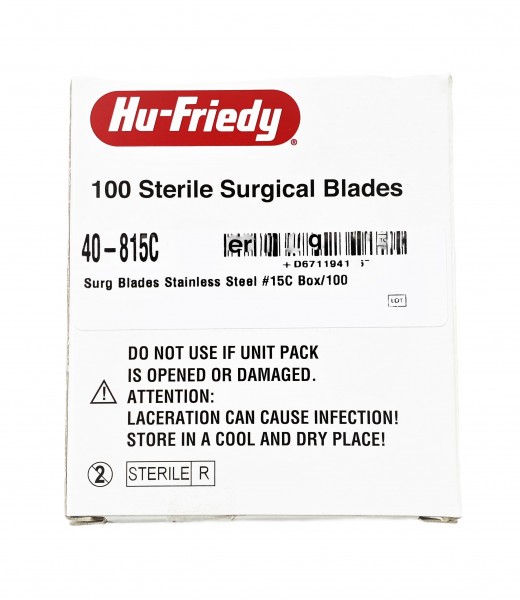 Hu-Friedy®
100 Sterile Surgical Blades
40-815C
Surg Blades Stainless Steel #15C Box/100
LOT
DO NOT USE IF UNIT PACK
IS OPENED OR DAMAGED.
ATTENTION:
LACERATION CAN CAUSE INFECTION!
STORE IN A COOL AND DRY PLACE!
2 STERILE R